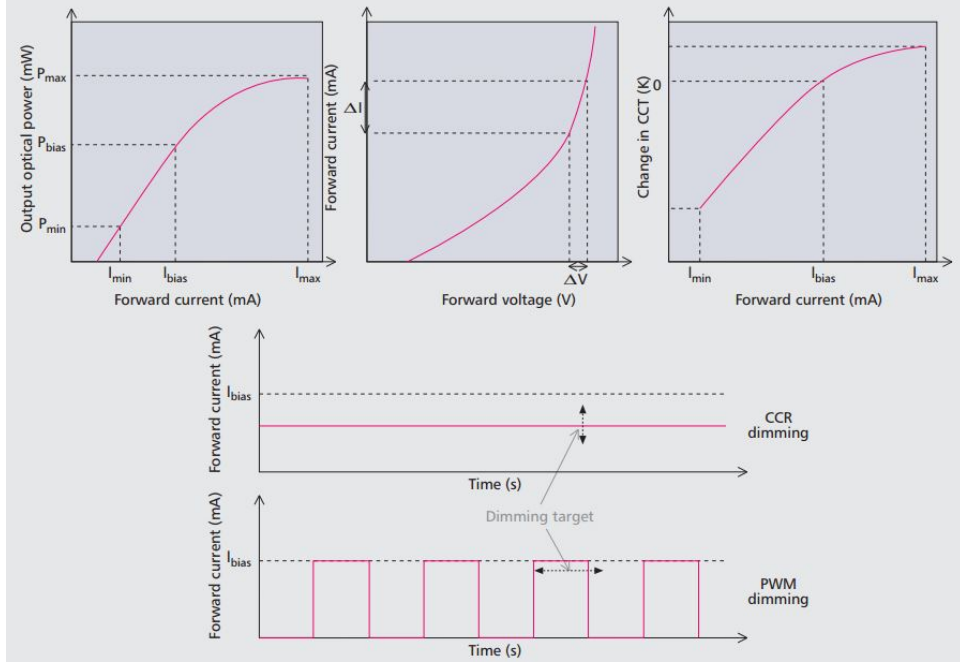 Output optical power (mW)
P_max
P_bias
P_min
I_min
I_bias
I_max
Forward current (mA)
Forward current (mA)
ΔI
ΔV
Forward voltage (V)
Change in CCT (K)
0
I_min
I_bias
I_max
Forward current (mA)
Forward current (mA)
I_bias
CCR
dimming
Time (s)
Dimming target
Forward current (mA)
I_bias
PWM
dimming
Time (s)